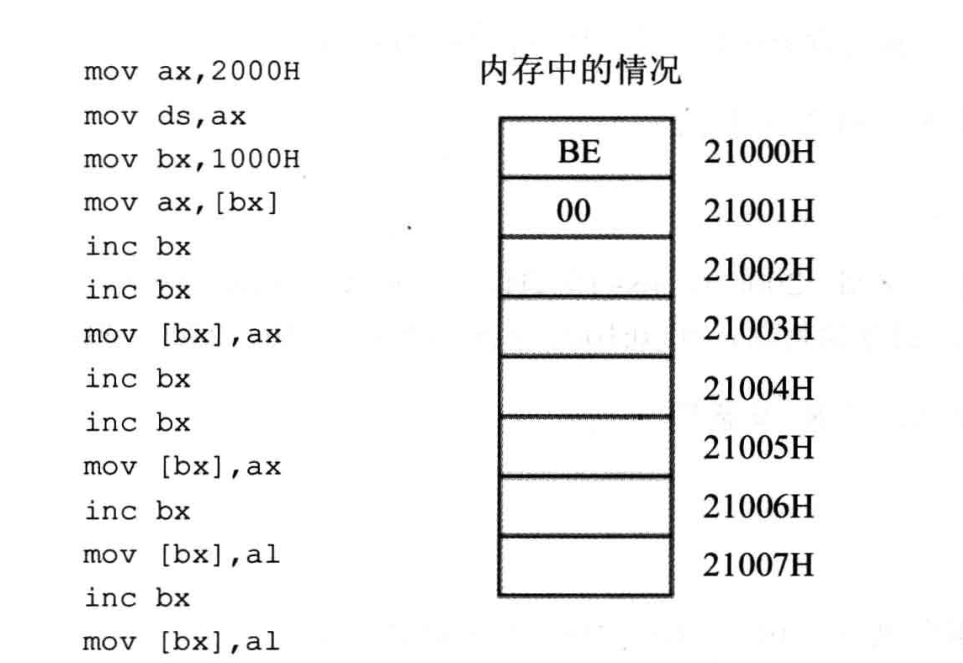 mov ax,2000H
mov ds,ax
mov bx,1000H
mov ax,[bx]
inc bx
inc bx
mov [bx],ax
inc bx
inc bx
mov [bx],ax
inc bx
mov [bx],al
inc bx
mov [bx],al
内存中的情况
BE 21000H
00 21001H
21002H
21003H
21004H
21005H
21006H
21007H